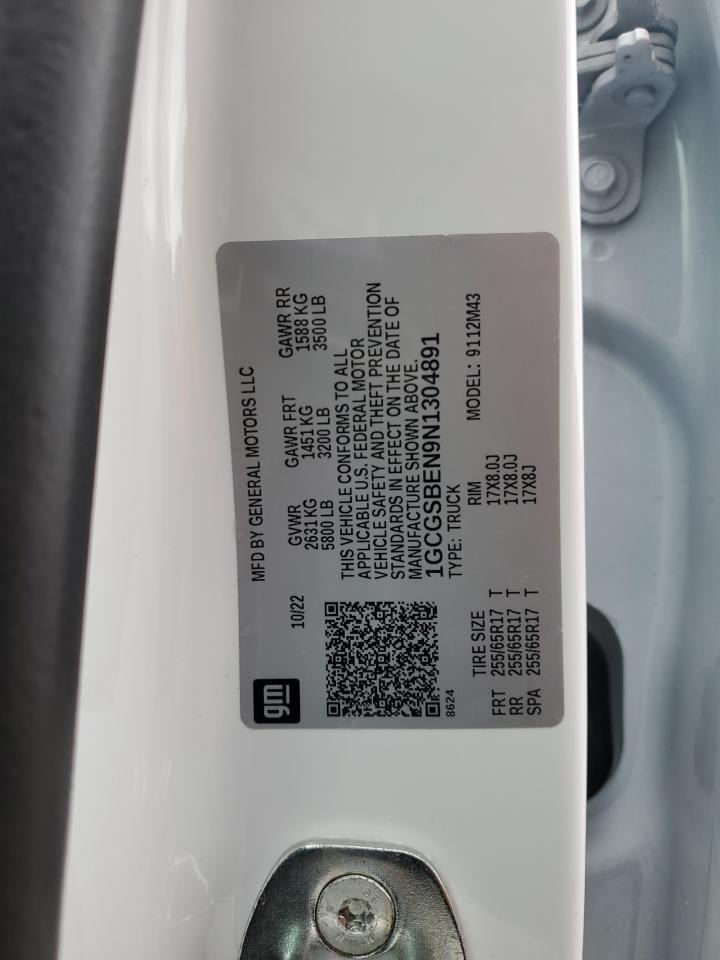 gm
MFD BY GENERAL MOTORS LLC
10/22
GVWR GAWR FRT GAWR RR
2631 KG 1451 KG 1588 KG
5800 LB 3200 LB 3500 LB
THIS VEHICLE CONFORMS TO ALL
APPLICABLE U.S. FEDERAL MOTOR
VEHICLE SAFETY AND THEFT PREVENTION
STANDARDS IN EFFECT ON THE DATE OF
MANUFACTURE SHOWN ABOVE.
1GCGSBEN9N1304891
8624
TYPE: TRUCK MODEL: 9112M43
TIRE SIZE RIM
FRT 255/65R17 T 17X8.0J
RR 255/65R17 T 17X8.0J
SPA 255/65R17 T 17X8J